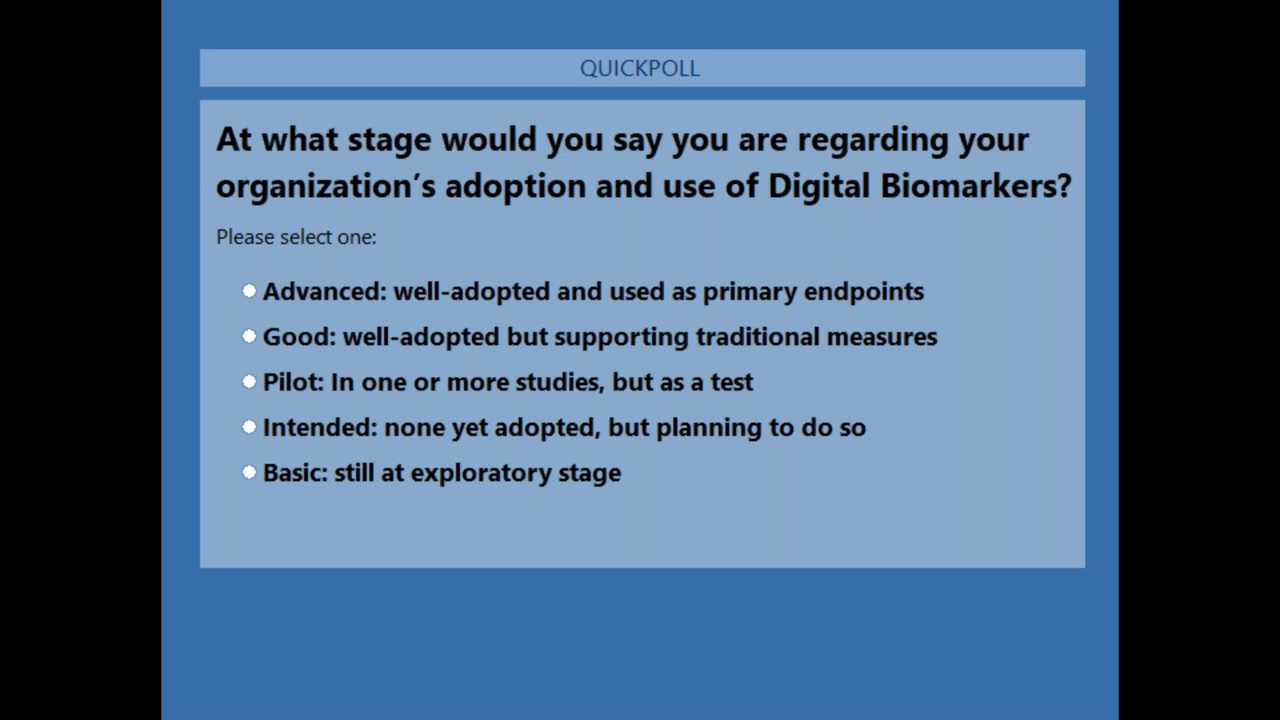 QUICKPOLL
At what stage would you say you are regarding your
organization’s adoption and use of Digital Biomarkers?
Please select one:
Advanced: well-adopted and used as primary endpoints
Good: well-adopted but supporting traditional measures
Pilot: In one or more studies, but as a test
Intended: none yet adopted, but planning to do so
Basic: still at exploratory stage